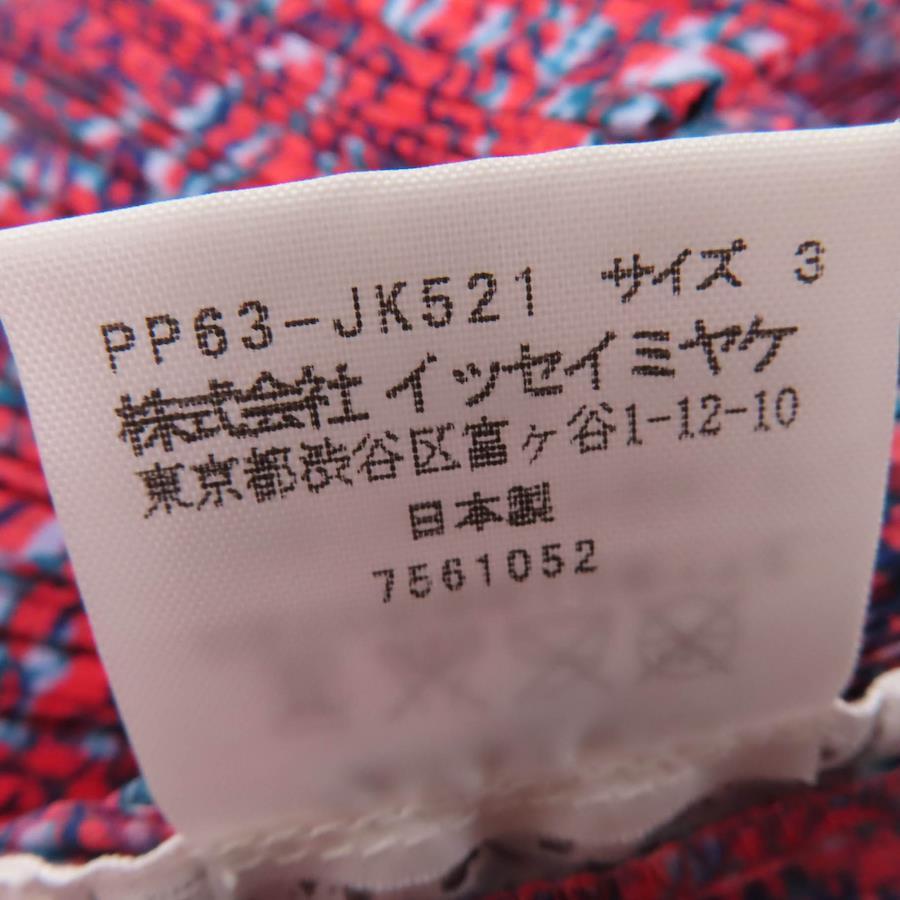 PP63-JK521 サイズ 3
株式会社 イッセイミヤケ
東京都渋谷区富ヶ谷1-12-10
日本製
7561052